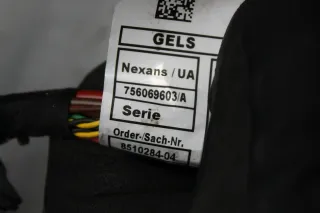 GELS
Nexans / UA
756069603/A
Serie
Order-/Sach-Nr.
8510284-04